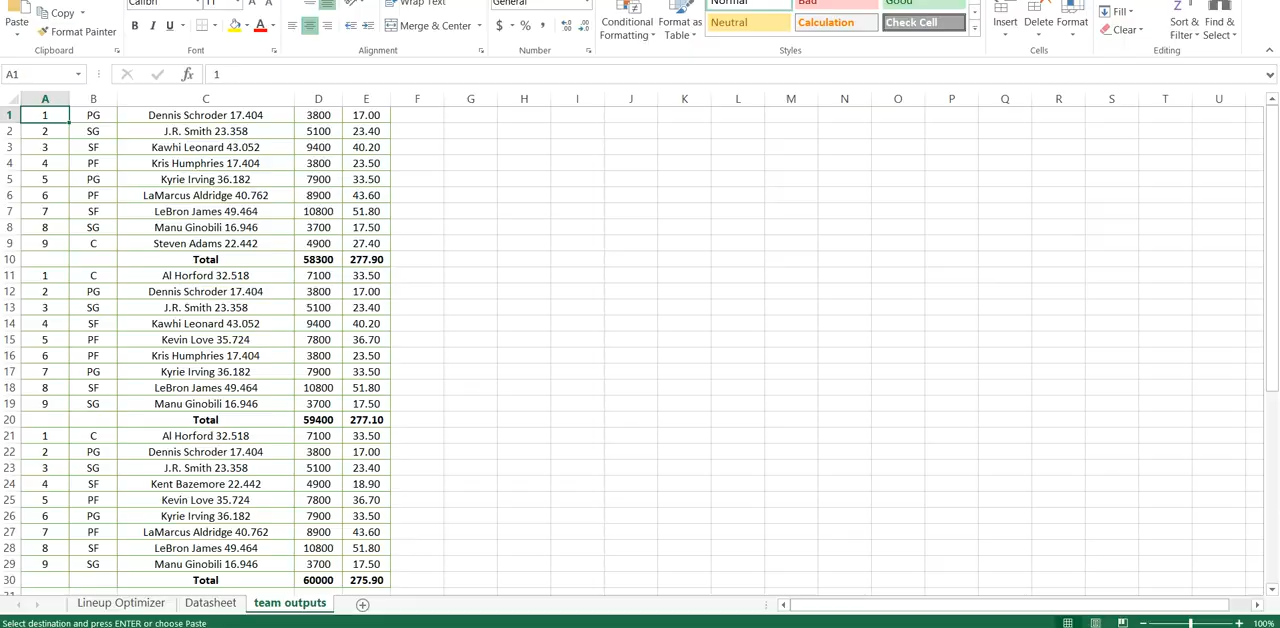 Calibri 11 A A Wrap Text General Normal Bad Good
Copy
Paste Format Painter B I U A Merge & Center $ % , Conditional Formatting Format as Table Neutral Calculation Check Cell Insert Delete Format Fill Clear Sort & Filter Find & Select
Clipboard Font Alignment Number Styles Cells Editing
A1 fx 1
A B C D E F G H I J K L M N O P Q R S T U
1 1 PG Dennis Schroder 17.404 3800 17.00
2 2 SG J.R. Smith 23.358 5100 23.40
3 3 SF Kawhi Leonard 43.052 9400 40.20
4 4 PF Kris Humphries 17.404 3800 23.50
5 5 PG Kyrie Irving 36.182 7900 33.50
6 6 PF LaMarcus Aldridge 40.762 8900 43.60
7 7 SF LeBron James 49.464 10800 51.80
8 8 SG Manu Ginobili 16.946 3700 17.50
9 9 C Steven Adams 22.442 4900 27.40
10 Total 58300 277.90
11 1 C Al Horford 32.518 7100 33.50
12 2 PG Dennis Schroder 17.404 3800 17.00
13 3 SG J.R. Smith 23.358 5100 23.40
14 4 SF Kawhi Leonard 43.052 9400 40.20
15 5 PF Kevin Love 35.724 7800 36.70
16 6 PF Kris Humphries 17.404 3800 23.50
17 7 PG Kyrie Irving 36.182 7900 33.50
18 8 SF LeBron James 49.464 10800 51.80
19 9 SG Manu Ginobili 16.946 3700 17.50
20 Total 59400 277.10
21 1 C Al Horford 32.518 7100 33.50
22 2 PG Dennis Schroder 17.404 3800 17.00
23 3 SG J.R. Smith 23.358 5100 23.40
24 4 SF Kent Bazemore 22.442 4900 18.90
25 5 PF Kevin Love 35.724 7800 36.70
26 6 PG Kyrie Irving 36.182 7900 33.50
27 7 PF LaMarcus Aldridge 40.762 8900 43.60
28 8 SF LeBron James 49.464 10800 51.80
29 9 SG Manu Ginobili 16.946 3700 17.50
30 Total 60000 275.90
Lineup Optimizer Datasheet team outputs
Select destination and press ENTER or choose Paste 100%